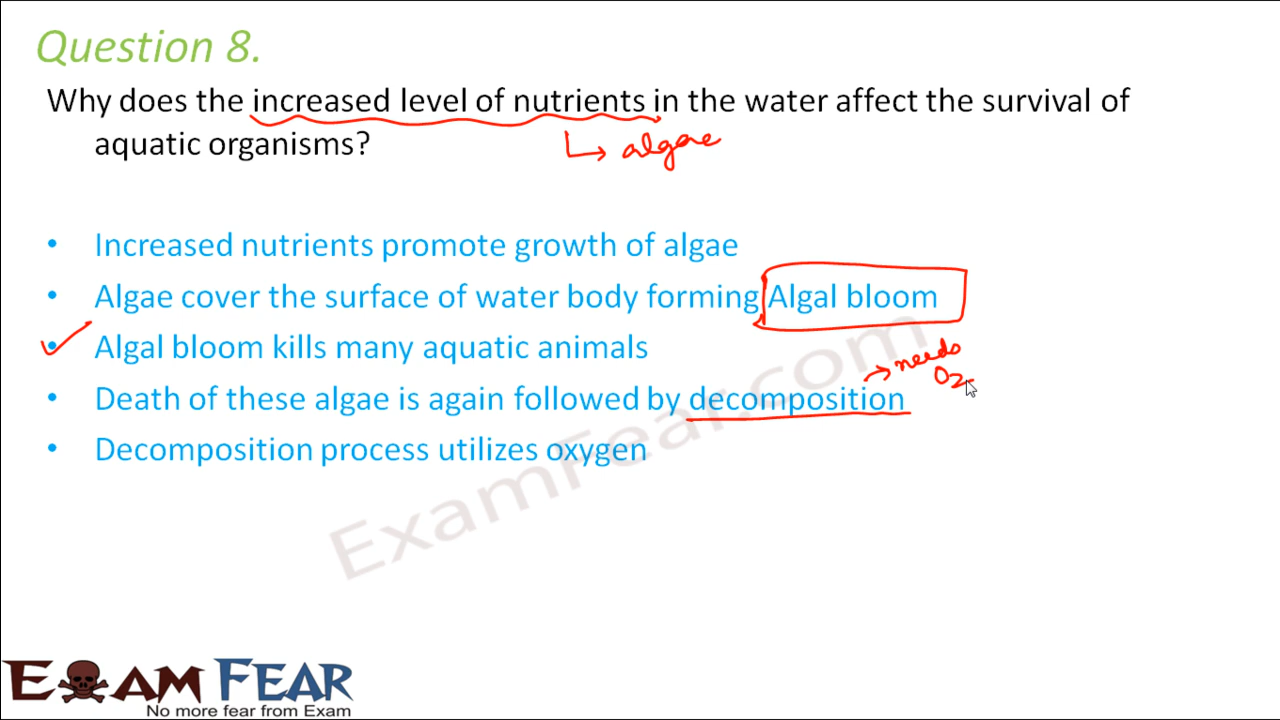 Question 8.
Why does the increased level of nutrients in the water affect the survival of
aquatic organisms?
↳ algae
• Increased nutrients promote growth of algae
• Algae cover the surface of water body forming Algal bloom
• Algal bloom kills many aquatic animals
→ needs
O2
• Death of these algae is again followed by decomposition
• Decomposition process utilizes oxygen
ExamFear.com
EXAM FEAR
No more fear from Exam